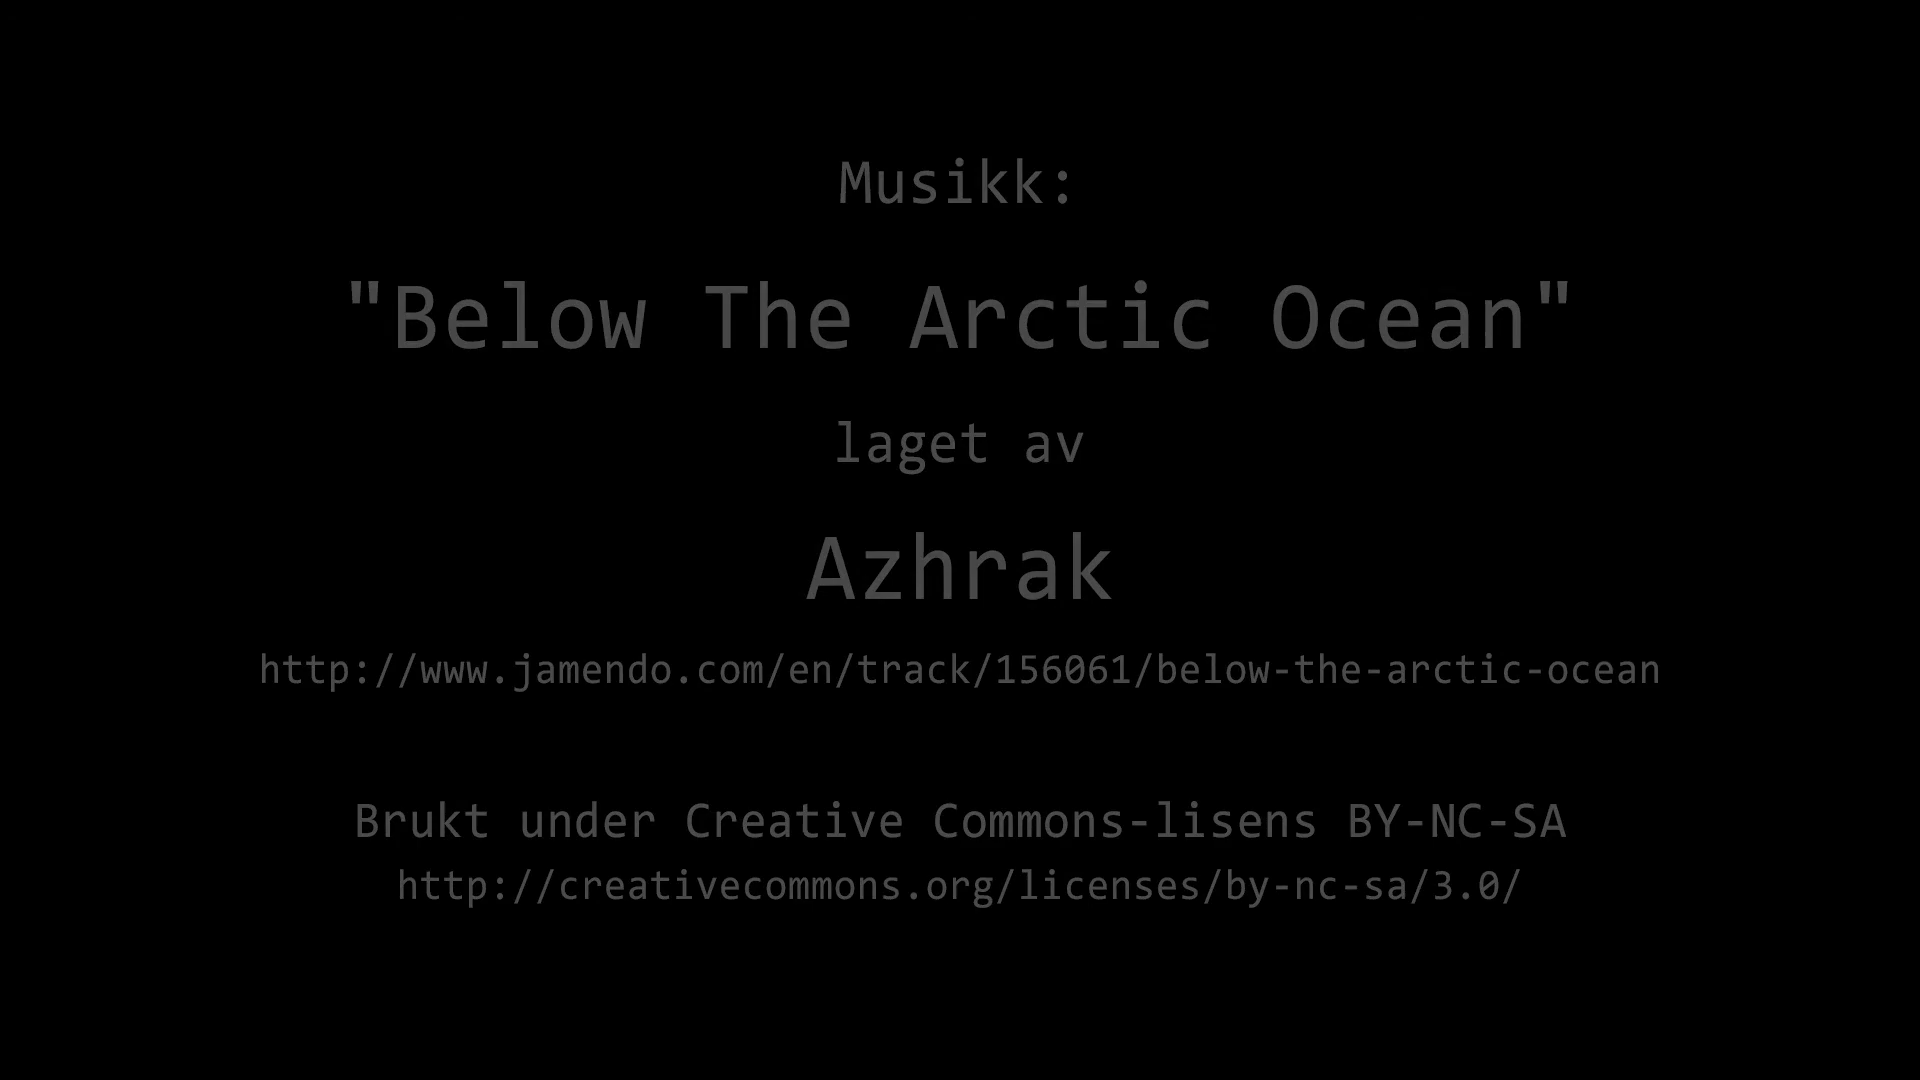 Musikk:
"Below The Arctic Ocean"
laget av
Azhrak
http://www.jamendo.com/en/track/156061/below-the-arctic-ocean
Brukt under Creative Commons-lisens BY-NC-SA
http://creativecommons.org/licenses/by-nc-sa/3.0/